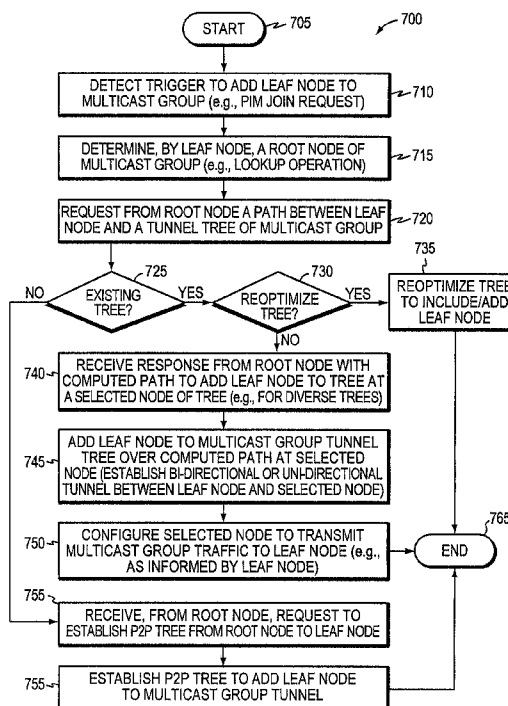 700
START
705
DETECT TRIGGER TO ADD LEAF NODE TO
MULTICAST GROUP (e.g., PIM JOIN REQUEST)
710
DETERMINE, BY LEAF NODE, A ROOT NODE OF
MULTICAST GROUP (e.g., LOOKUP OPERATION)
715
REQUEST FROM ROOT NODE A PATH BETWEEN LEAF
NODE AND A TUNNEL TREE OF MULTICAST GROUP
720
725
EXISTING
TREE?
NO
YES
730
REOPTIMIZE
TREE?
YES
NO
735
REOPTIMIZE TREE
TO INCLUDE/ADD
LEAF NODE
740
RECEIVE RESPONSE FROM ROOT NODE WITH
COMPUTED PATH TO ADD LEAF NODE TO TREE AT
A SELECTED NODE OF TREE (e.g., FOR DIVERSE TREES)
745
ADD LEAF NODE TO MULTICAST GROUP TUNNEL
TREE OVER COMPUTED PATH AT SELECTED
NODE (ESTABLISH BI-DIRECTIONAL OR UNI-DIRECTIONAL
TUNNEL BETWEEN LEAF NODE AND SELECTED NODE)
750
CONFIGURE SELECTED NODE TO TRANSMIT
MULTICAST GROUP TRAFFIC TO LEAF NODE (e.g.,
AS INFORMED BY LEAF NODE)
765
END
755
RECEIVE, FROM ROOT NODE, REQUEST TO
ESTABLISH P2P TREE FROM ROOT NODE TO LEAF NODE
755
ESTABLISH P2P TREE TO ADD LEAF NODE
TO MULTICAST GROUP TUNNEL